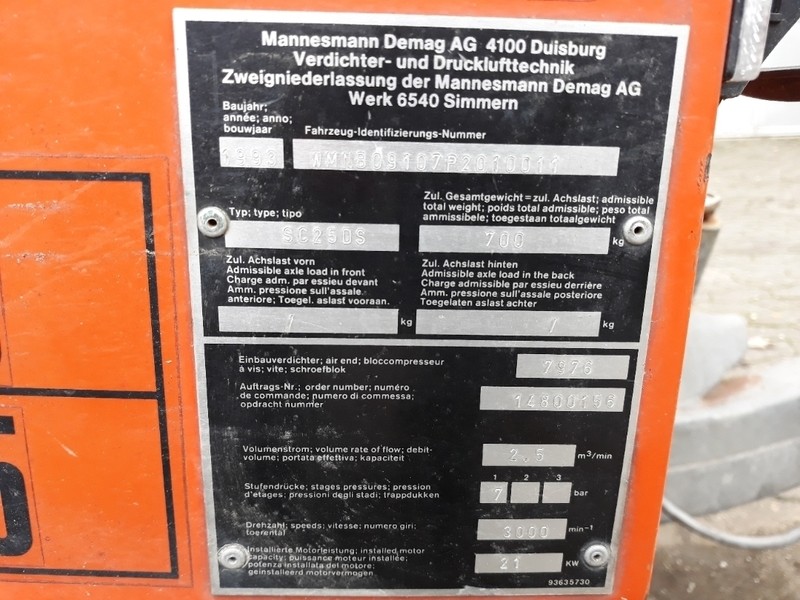 Mannesmann Demag AG 4100 Duisburg
Verdichter- und Drucklufttechnik
Zweigniederlassung der Mannesmann Demag AG
Werk 6540 Simmern
Baujahr;
année; anno;
bouwjaar
Fahrzeug-Identifizierungs-Nummer
1993
Typ; type; tipo
SC25DS
Zul. Gesamtgewicht = zul. Achslast; admissible
total weight; poids total admissible; peso total
ammissibele; toegestaan totaalgewicht
700
kg
Zul. Achslast vorn
Admissible axle load in front
Charge adm. par essieu devant
Amm. pressione sull'assale
anteriore; Toegel. aslast vooraan.
/
kg
Zul. Achslast hinten
Admissible axle load in the back
Charge admissible par essieu derrière
Amm. pressione sull'assale posteriore
Toegelaten aslast achter
/
kg
Einbauverdichter; air end; bloccompresseur
à vis; vite; schroefblok
7976
Auftrags-Nr.; order number; numéro
de commande; numero di commessa;
opdracht nummer
14800156
Volumenstrom; volume rate of flow; debit-
volume; portata effettiva; kapaciteit
2.5
m³/min
Stufendrücke; stages pressures; pression
d'étages; pressioni degli stadi; trappdukken
1 2 3
7
bar
Drehzahl; speeds; vitesse; numero giri;
toerental
3000
min-1
Installierte Motorleistung; installed motor
capacity; puissance moteur installée;
potenza installata del motore;
geinstalleerd motorvermogen
21
KW
93635730
5